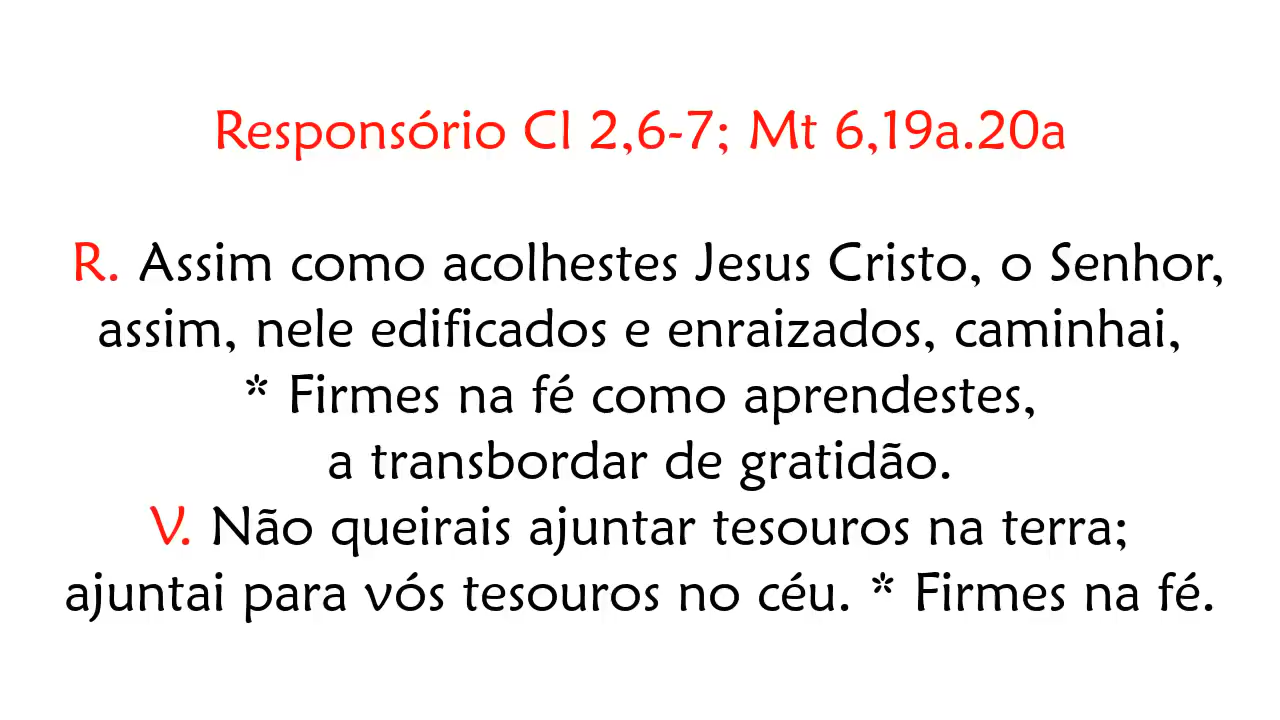 Responsório Cl 2,6-7; Mt 6,19a.20a
R. Assim como acolhestes Jesus Cristo, o Senhor,
assim, nele edificados e enraizados, caminhai,
* Firmes na fé como aprendestes,
a transbordar de gratidão.
V. Não queirais ajuntar tesouros na terra;
ajuntai para vós tesouros no céu. * Firmes na fé.